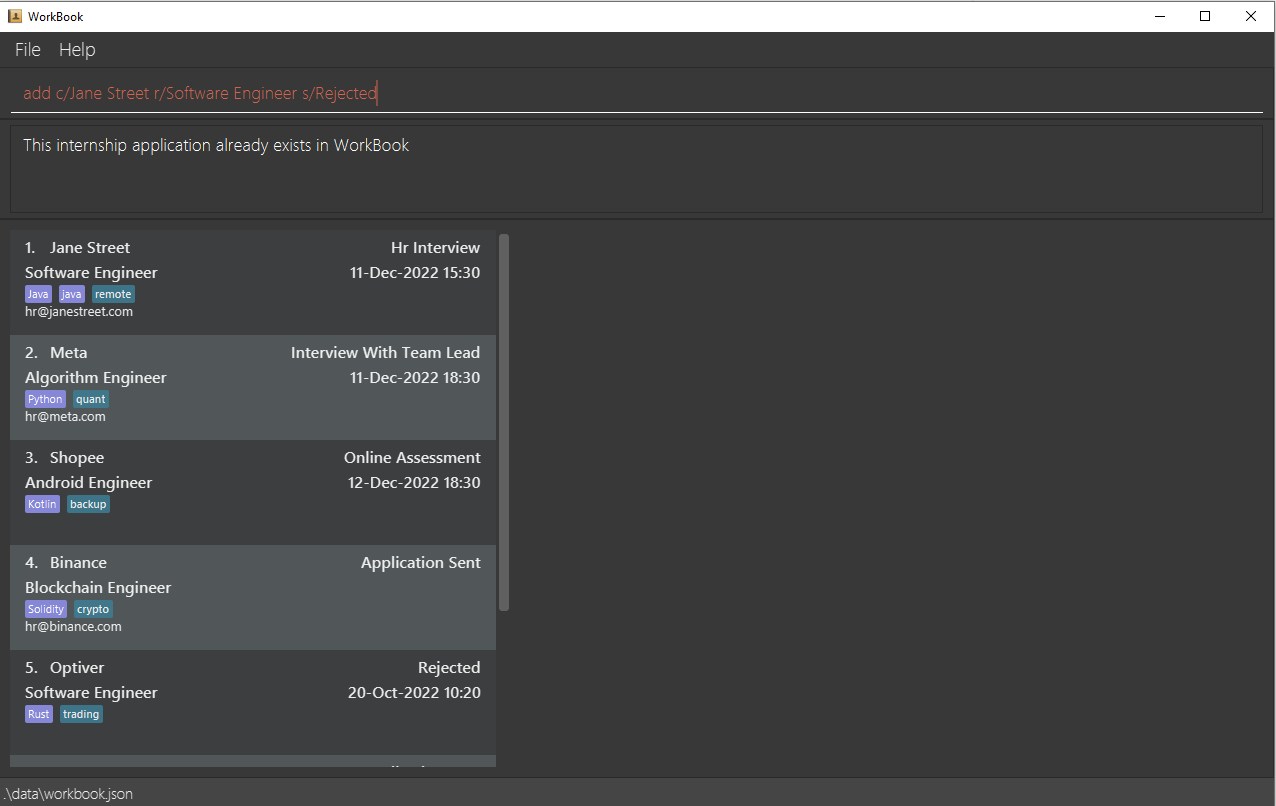 WorkBook
File Help
add c/Jane Street r/Software Engineer s/Rejected
This internship application already exists in WorkBook
1. Jane Street Hr Interview
Software Engineer 11-Dec-2022 15:30
Java java remote
hr@janestreet.com
2. Meta Interview With Team Lead
Algorithm Engineer 11-Dec-2022 18:30
Python quant
hr@meta.com
3. Shopee Online Assessment
Android Engineer 12-Dec-2022 18:30
Kotlin backup
4. Binance Application Sent
Blockchain Engineer
Solidity crypto
hr@binance.com
5. Optiver Rejected
Software Engineer 20-Oct-2022 10:20
Rust trading
.\data\workbook.json